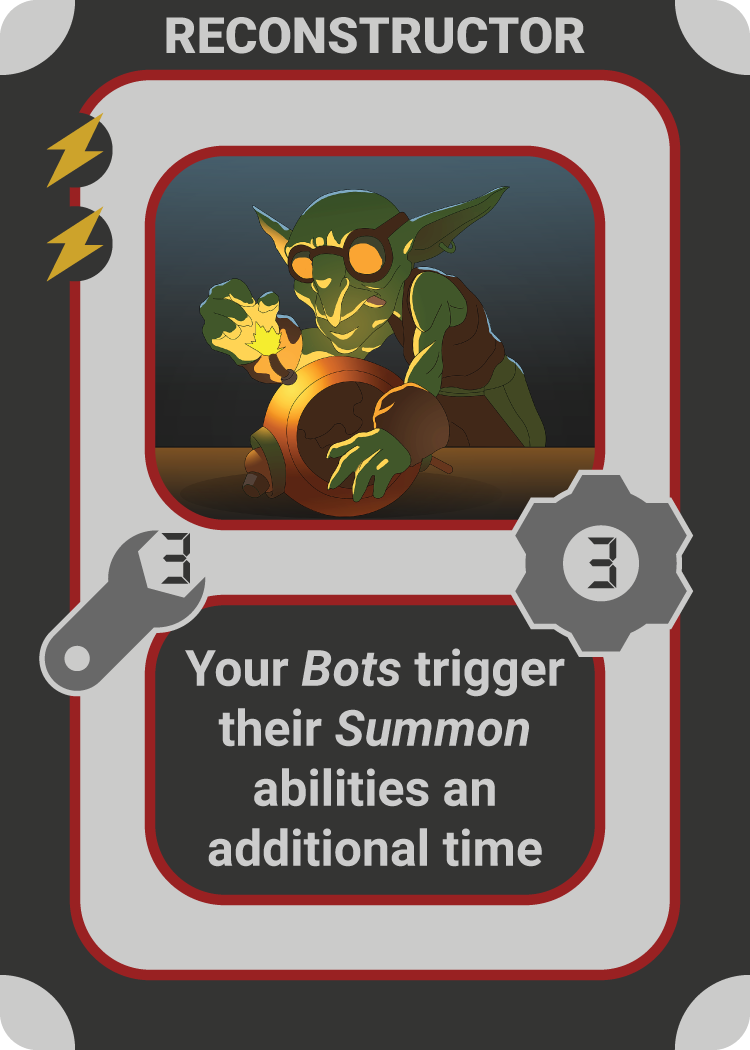 RECONSTRUCTOR
3
3
Your Bots trigger
their Summon
abilities an
additional time